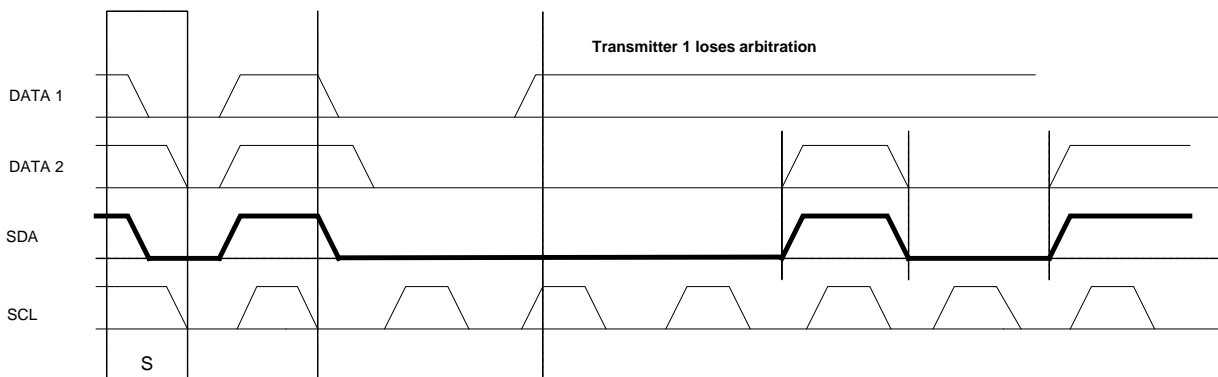 Transmitter 1 loses arbitration
DATA 1
DATA 2
SDA
SCL
S